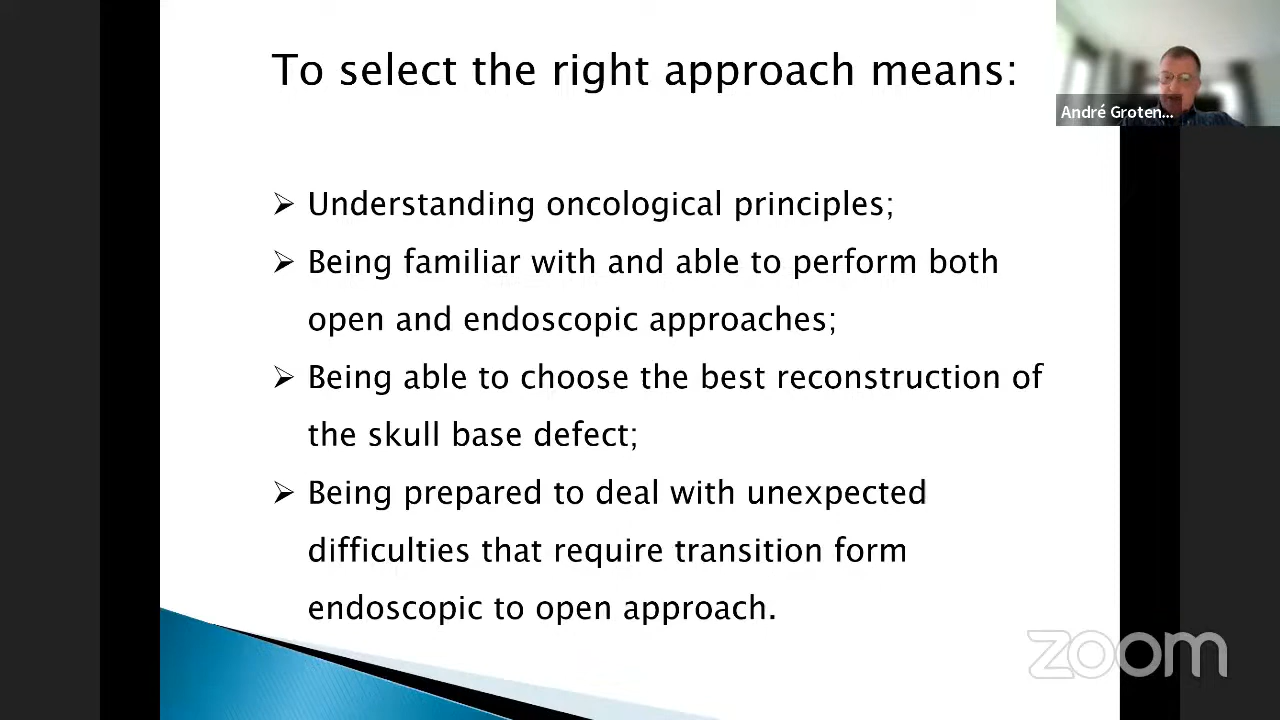 To select the right approach means:
André Groten...
➢ Understanding oncological principles;
➢ Being familiar with and able to perform both
open and endoscopic approaches;
➢ Being able to choose the best reconstruction of
the skull base defect;
➢ Being prepared to deal with unexpected
difficulties that require transition form
endoscopic to open approach.
zoom